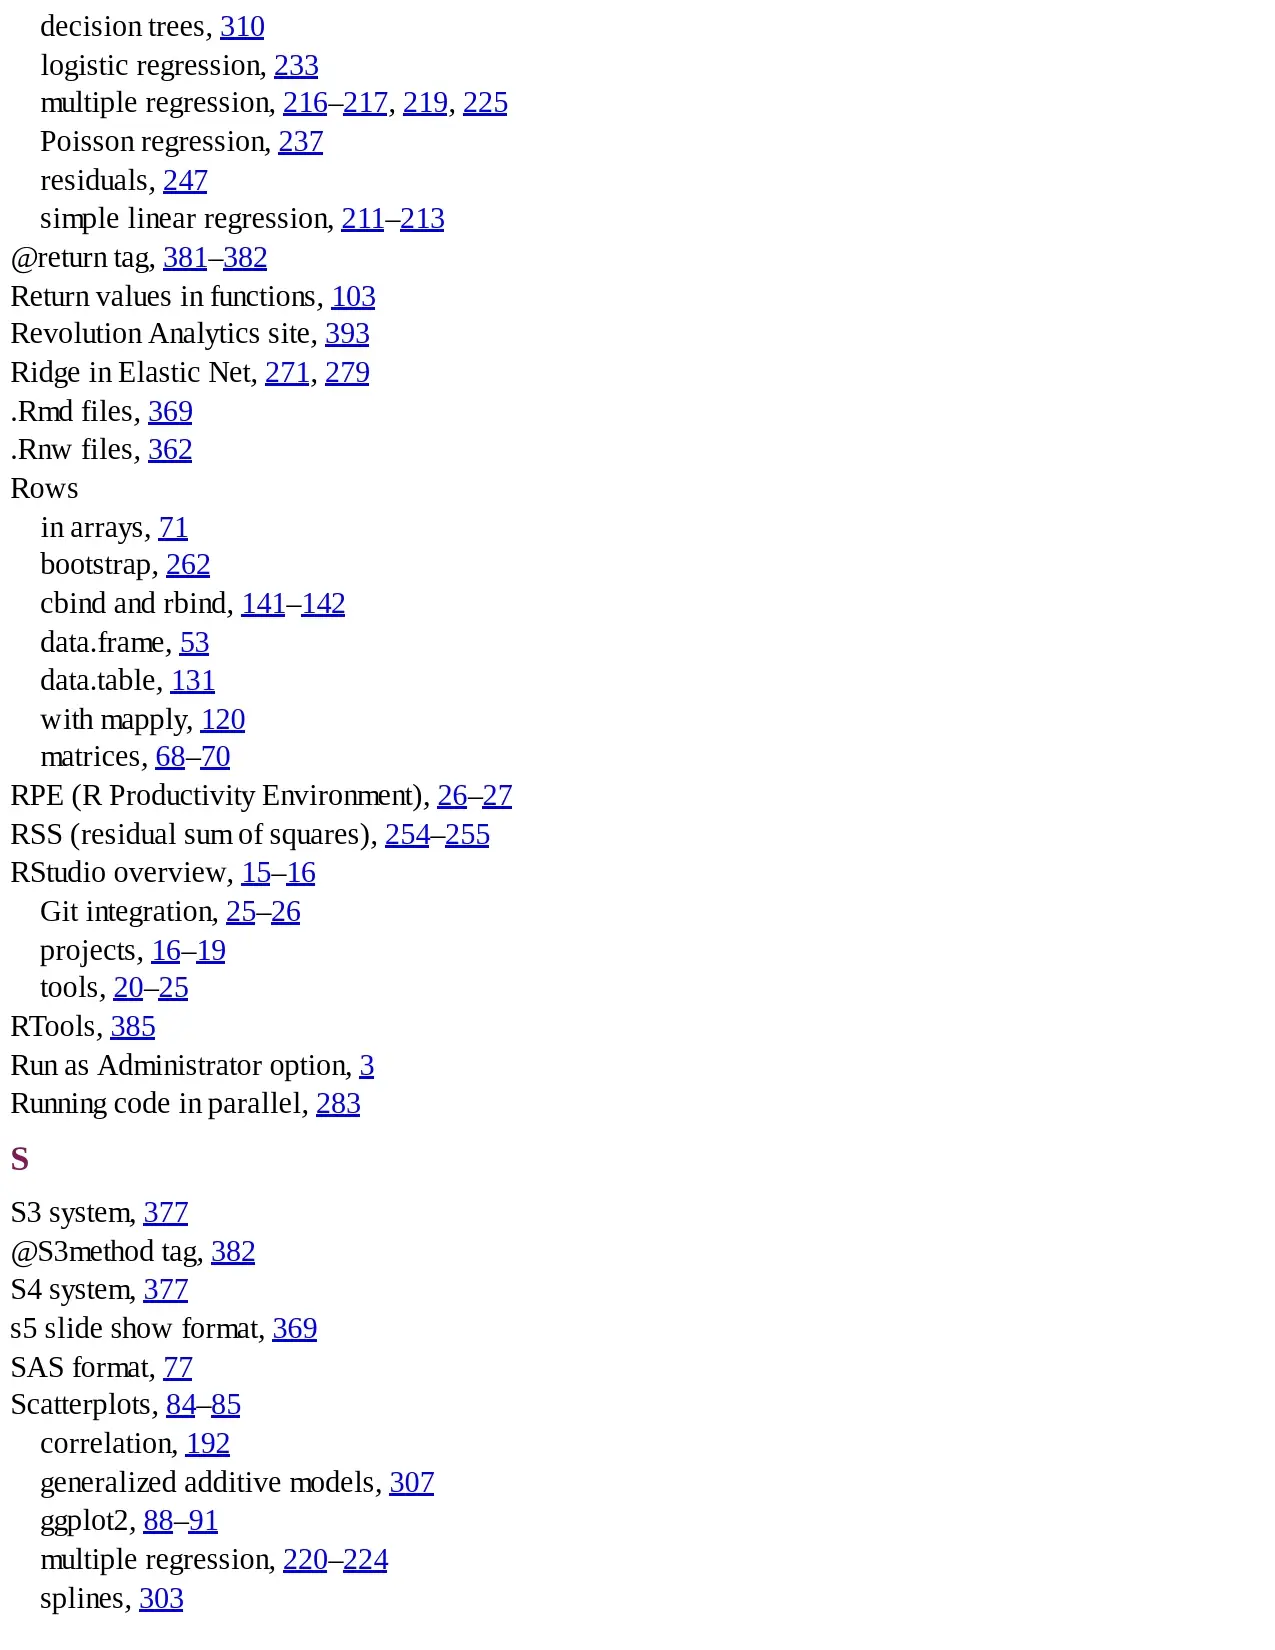 decision trees, 310
logistic regression, 233
multiple regression, 216–217, 219, 225
Poisson regression, 237
residuals, 247
simple linear regression, 211–213
@return tag, 381–382
Return values in functions, 103
Revolution Analytics site, 393
Ridge in Elastic Net, 271, 279
.Rmd files, 369
.Rnw files, 362
Rows
in arrays, 71
bootstrap, 262
cbind and rbind, 141–142
data.frame, 53
data.table, 131
with mapply, 120
matrices, 68–70
RPE (R Productivity Environment), 26–27
RSS (residual sum of squares), 254–255
RStudio overview, 15–16
Git integration, 25–26
projects, 16–19
tools, 20–25
RTools, 385
Run as Administrator option, 3
Running code in parallel, 283
S
S3 system, 377
@S3method tag, 382
S4 system, 377
s5 slide show format, 369
SAS format, 77
Scatterplots, 84–85
correlation, 192
generalized additive models, 307
ggplot2, 88–91
multiple regression, 220–224
splines, 303